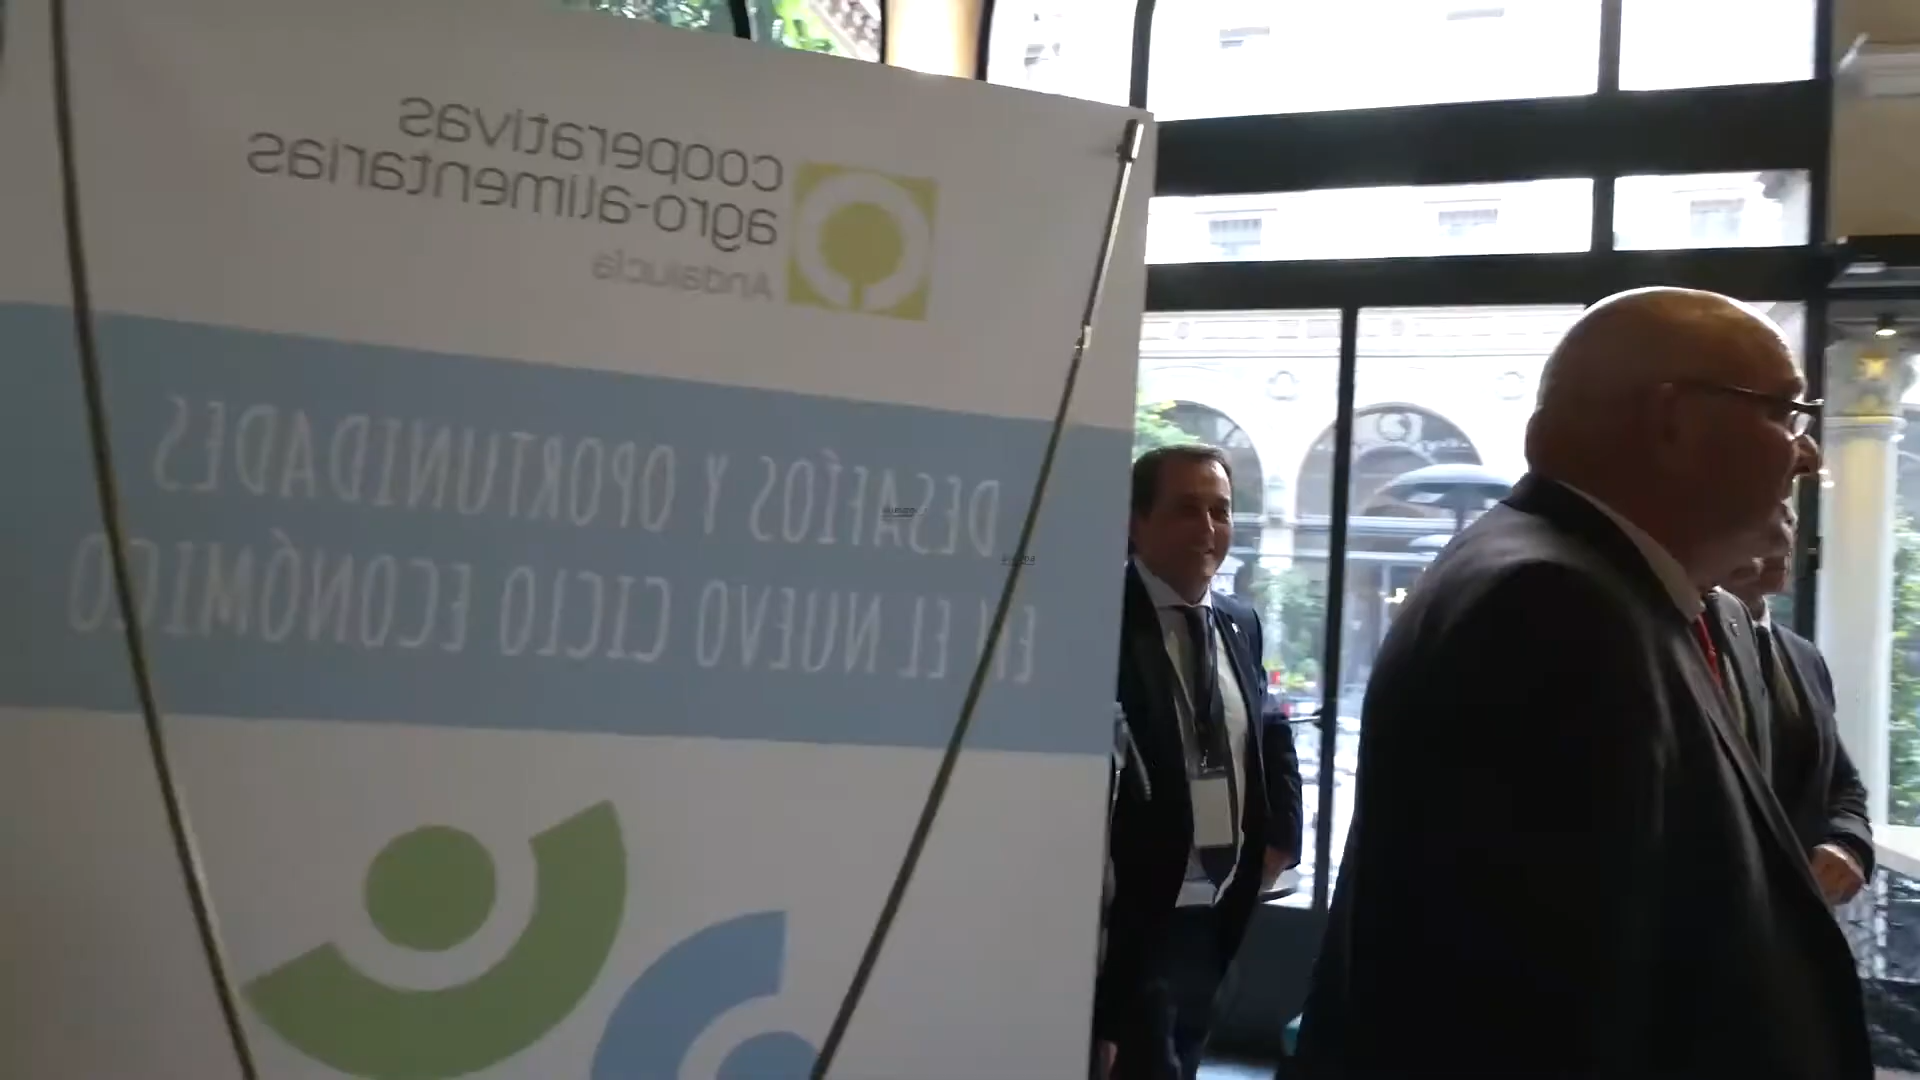 cooperativas
agro-alimentarias
Andalucía
DESAFÍOS Y OPORTUNIDADES
EN EL NUEVO CICLO ECONÓMICO